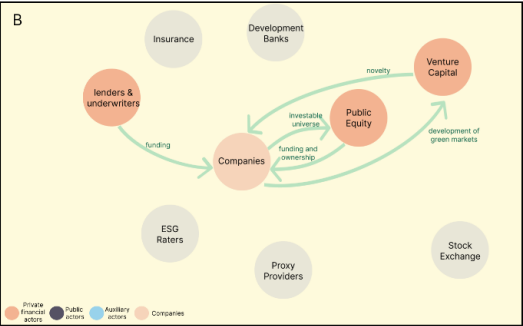 B
Insurance
Development
Banks
Venture
Capital
novelty
lenders &
underwriters
Investable
universe
Public
Equity
development of
green markets
funding
funding and
ownership
Companies
ESG
Raters
Proxy
Providers
Stock
Exchange
Private
financial
actors
Public
actors
Auxiliary
actors
Companies